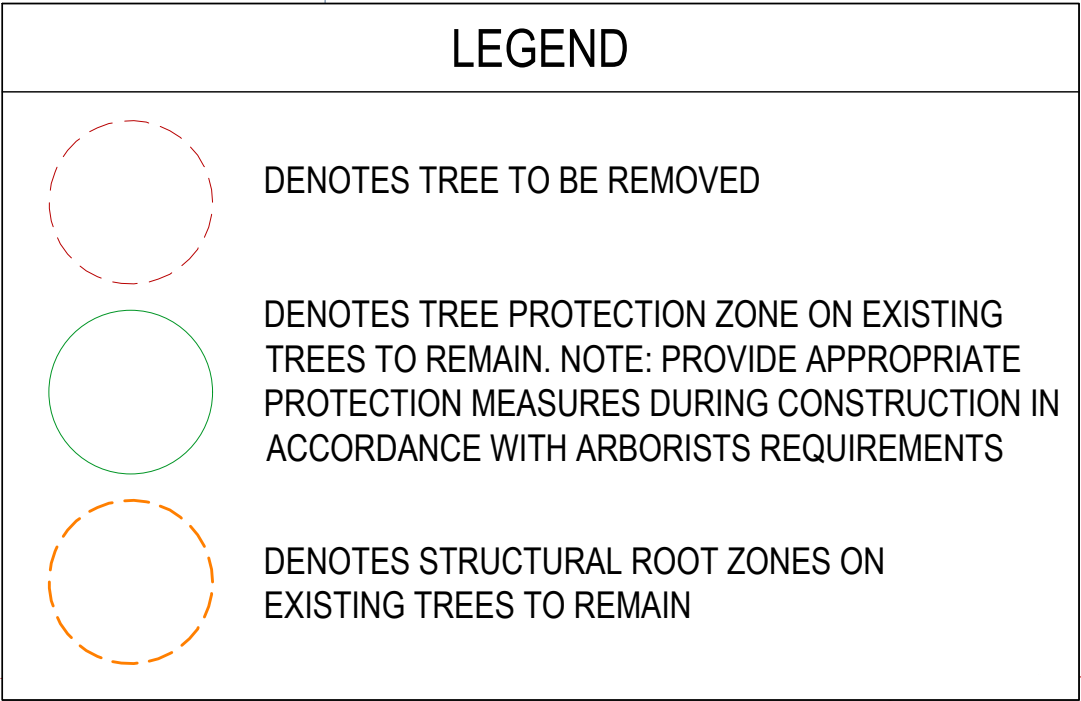 LEGEND
DENOTES TREE TO BE REMOVED
DENOTES TREE PROTECTION ZONE ON EXISTING
TREES TO REMAIN. NOTE: PROVIDE APPROPRIATE
PROTECTION MEASURES DURING CONSTRUCTION IN
ACCORDANCE WITH ARBORISTS REQUIREMENTS
DENOTES STRUCTURAL ROOT ZONES ON
EXISTING TREES TO REMAIN